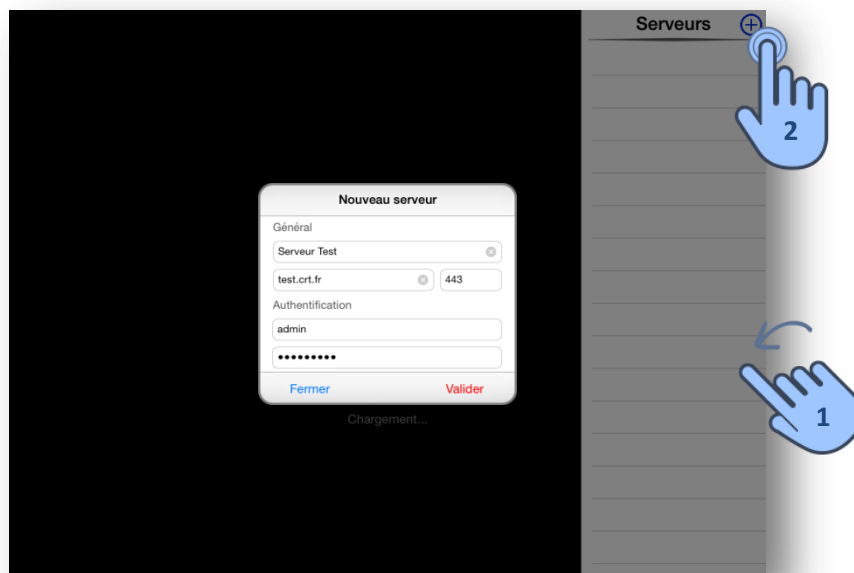 Serveurs
2
Nouveau serveur
Général
Serveur Test
test.crt.fr 443
Authentification
admin
•••••••••
Fermer Valider
Chargement...
1